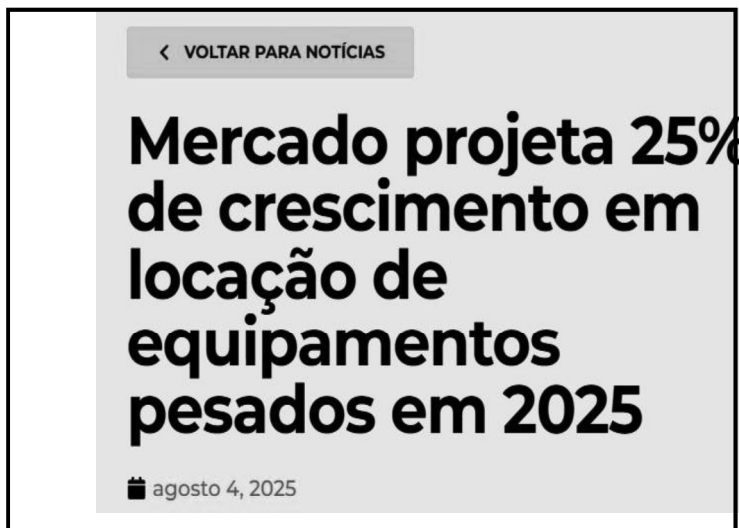 VOLTAR PARA NOTÍCIAS
Mercado projeta 25%
de crescimento em
locação de
equipamentos
pesados em 2025
agosto 4, 2025